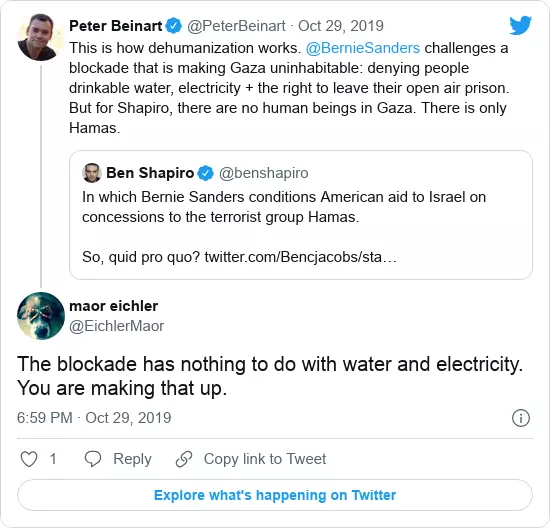 Peter Beinart @PeterBeinart · Oct 29, 2019
This is how dehumanization works. @BernieSanders challenges a
blockade that is making Gaza uninhabitable: denying people
drinkable water, electricity + the right to leave their open air prison.
But for Shapiro, there are no human beings in Gaza. There is only
Hamas.
Ben Shapiro @benshapiro
In which Bernie Sanders conditions American aid to Israel on
concessions to the terrorist group Hamas.
So, quid pro quo? twitter.com/Bencjacobs/sta…
maor eichler
@EichlerMaor
The blockade has nothing to do with water and electricity.
You are making that up.
6:59 PM · Oct 29, 2019
1 Reply Copy link to Tweet
Explore what's happening on Twitter